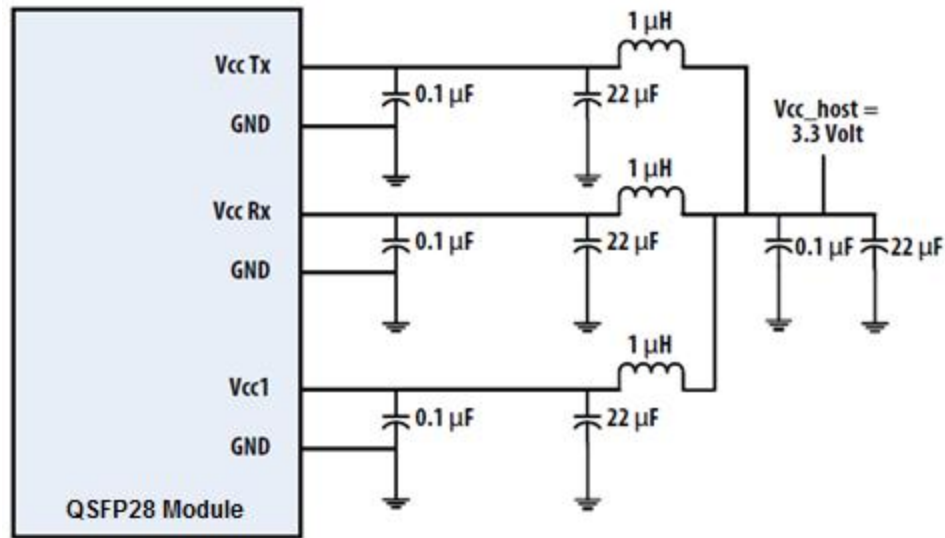 1 µH
Vcc Tx
0.1 µF
22 µF
GND
Vcc_host =
3.3 Volt
1 µH
Vcc Rx
0.1 µF
22 µF
0.1 µF
22 µF
GND
1 µH
Vcc1
0.1 µF
22 µF
GND
QSFP28 Module